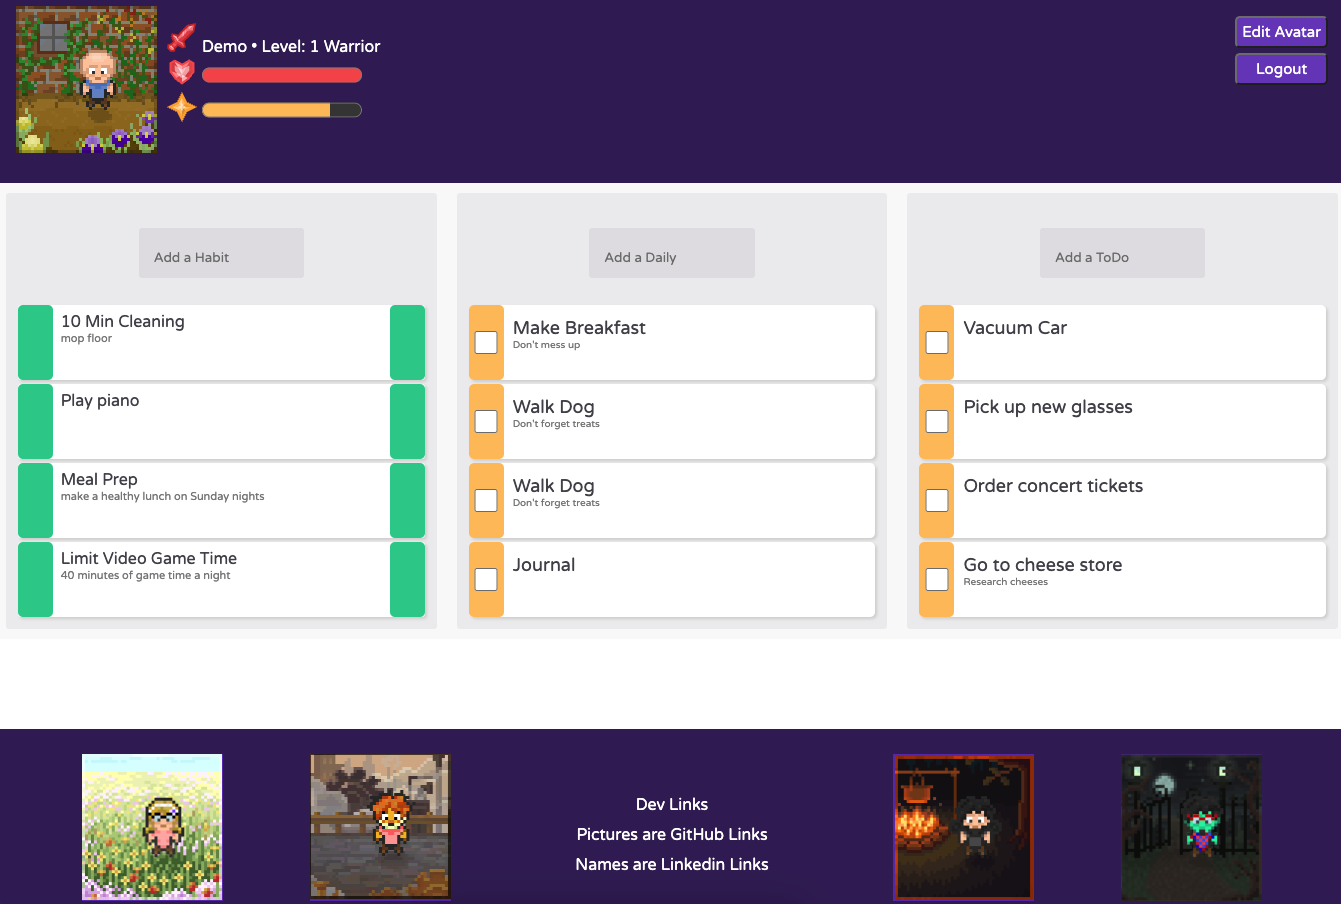 Demo • Level: 1 Warrior
Edit Avatar
Logout
Add a Habit
10 Min Cleaning
mop floor
Play piano
Meal Prep
make a healthy lunch on Sunday nights
Limit Video Game Time
40 minutes of game time a night
Add a Daily
Make Breakfast
Don't mess up
Walk Dog
Don't forget treats
Walk Dog
Don't forget treats
Journal
Add a ToDo
Vacuum Car
Pick up new glasses
Order concert tickets
Go to cheese store
Research cheeses
Dev Links
Pictures are GitHub Links
Names are Linkedin Links